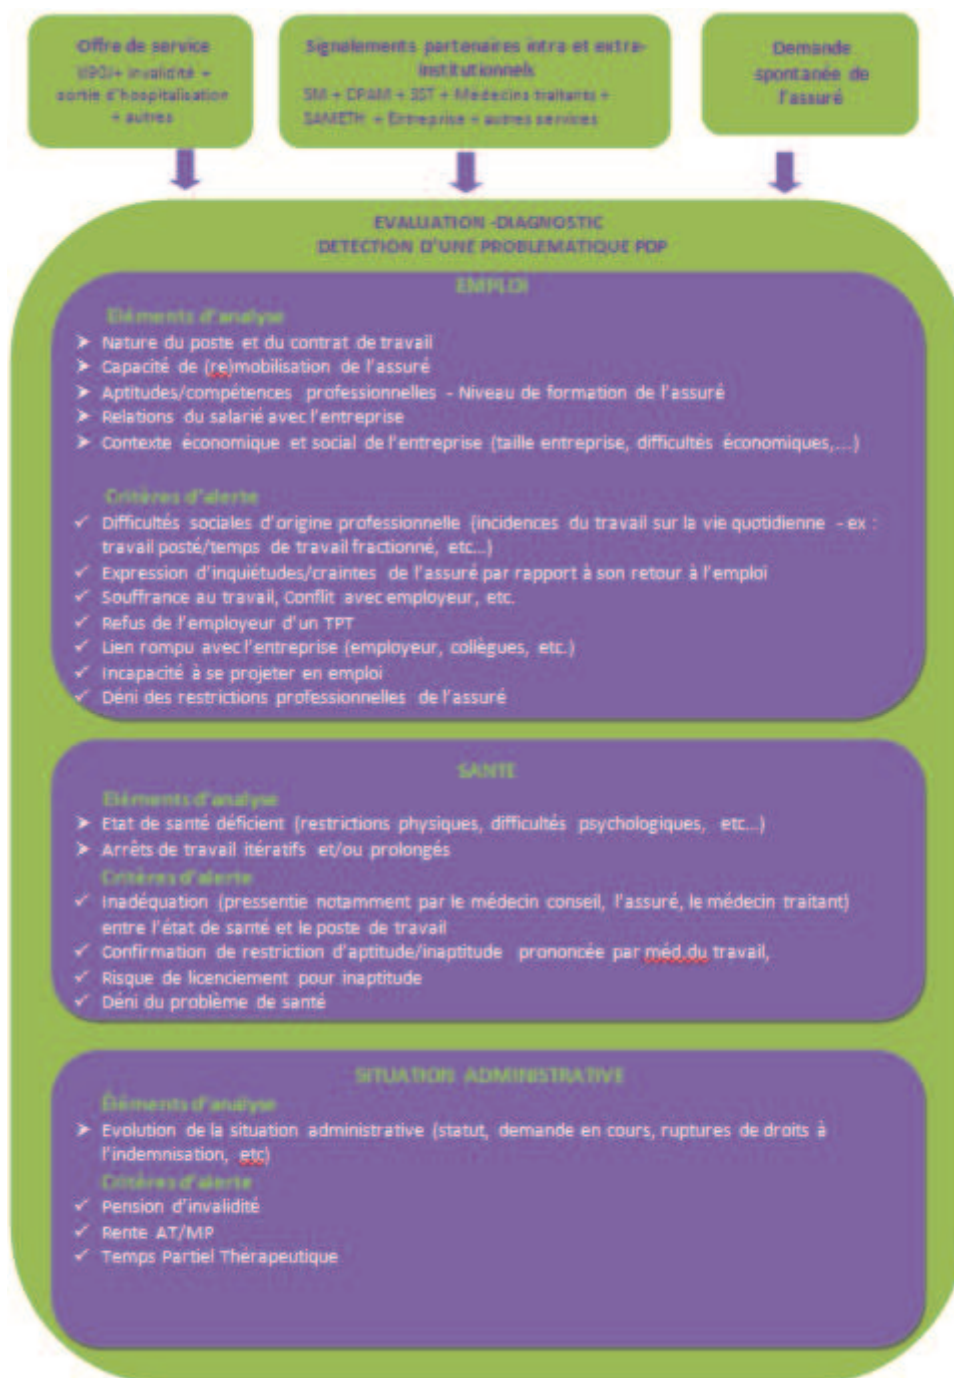 Offre de service
IJ90J+ invalidité +
sortie d'hospitalisation
+ autres
Signalements partenaires intra et extra-
institutionnels
SM + CPAM + SST + Médecins traitants +
SAMETH + Entreprise + autres services
Demande
spontanée de
l'assuré
EVALUATION -DIAGNOSTIC
DETECTION D'UNE PROBLEMATIQUE PDP
EMPLOI
Eléments d'analyse
➤ Nature du poste et du contrat de travail
➤ Capacité de (re)mobilisation de l'assuré
➤ Aptitudes/compétences professionnelles - Niveau de formation de l'assuré
➤ Relations du salarié avec l'entreprise
➤ Contexte économique et social de l'entreprise (taille entreprise, difficultés économiques,...)
Critères d'alerte
✓ Difficultés sociales d'origine professionnelle (incidences du travail sur la vie quotidienne - ex :
travail posté/temps de travail fractionné, etc...)
✓ Expression d'inquiétudes/craintes de l'assuré par rapport à son retour à l'emploi
✓ Souffrance au travail, Conflit avec employeur, etc.
✓ Refus de l'employeur d'un TPT
✓ Lien rompu avec l'entreprise (employeur, collègues, etc.)
✓ Incapacité à se projeter en emploi
✓ Déni des restrictions professionnelles de l'assuré
SANTE
Eléments d'analyse
➤ Etat de santé déficient (restrictions physiques, difficultés psychologiques, etc...)
➤ Arrêts de travail itératifs et/ou prolongés
Critères d'alerte
✓ Inadéquation (pressentie notamment par le médecin conseil, l'assuré, le médecin traitant)
entre l'état de santé et le poste de travail
✓ Confirmation de restriction d'aptitude/inaptitude prononcée par méd.du travail,
✓ Risque de licenciement pour inaptitude
✓ Déni du problème de santé
SITUATION ADMINISTRATIVE
Éléments d'analyse
➤ Evolution de la situation administrative (statut, demande en cours, ruptures de droits à
l'indemnisation, etc)
Critères d'alerte
✓ Pension d'invalidité
✓ Rente AT/MP
✓ Temps Partiel Thérapeutique